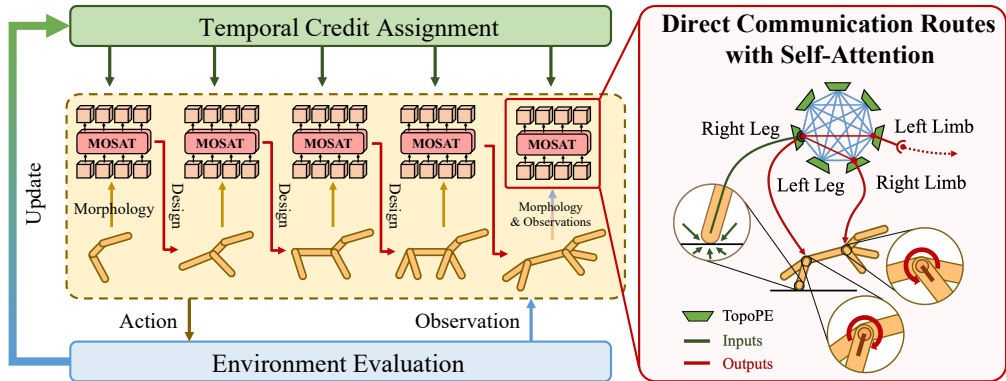 Temporal Credit Assignment
Update
MOSAT
MOSAT
MOSAT
MOSAT
MOSAT
Morphology
Design
Design
Design
Design
Morphology
& Observations
Action
Observation
Environment Evaluation
Direct Communication Routes
with Self-Attention
Right Leg
Left Limb
Left Leg
Right Limb
TopoPE
Inputs
Outputs